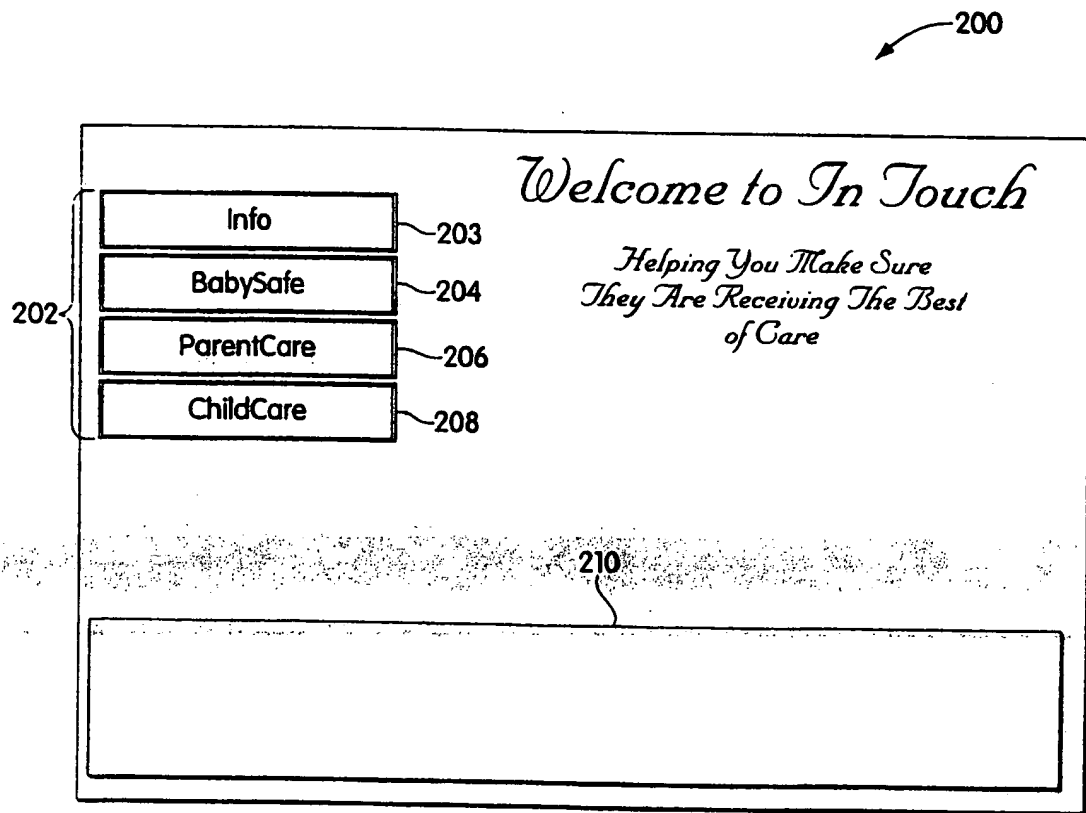 200
Welcome to In Touch
Helping You Make Sure
They Are Receiving The Best
of Care
202
Info
203
BabySafe
204
ParentCare
206
ChildCare
208
210